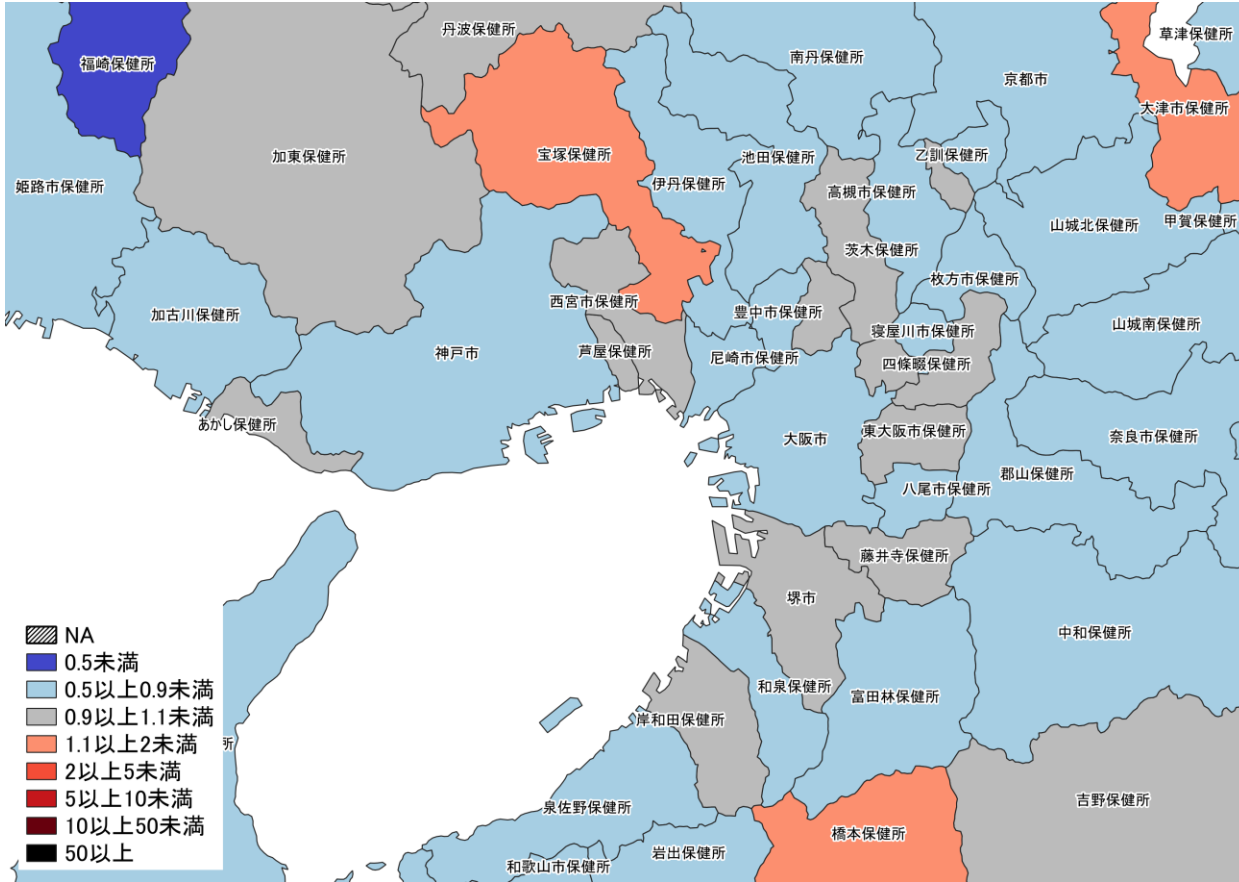 丹波保健所
草津保健所
福崎保健所
南丹保健所
京都市
大津市保健所
加東保健所
宝塚保健所
池田保健所
乙訓保健所
姫路市保健所
伊丹保健所
高槻市保健所
山城北保健所
甲賀保健所
茨木保健所
枚方市保健所
西宮市保健所
加古川保健所
豊中市保健所
寝屋川市保健所
山城南保健所
神戸市
芦屋保健所
尼崎市保健所
四條畷保健所
あかし保健所
大阪市
東大阪市保健所
奈良市保健所
郡山保健所
八尾市保健所
藤井寺保健所
堺市
中和保健所
和泉保健所
富田林保健所
岸和田保健所
所
泉佐野保健所
吉野保健所
橋本保健所
岩出保健所
和歌山市保健所
NA
0.5未満
0.5以上0.9未満
0.9以上1.1未満
1.1以上2未満
2以上5未満
5以上10未満
10以上50未満
50以上